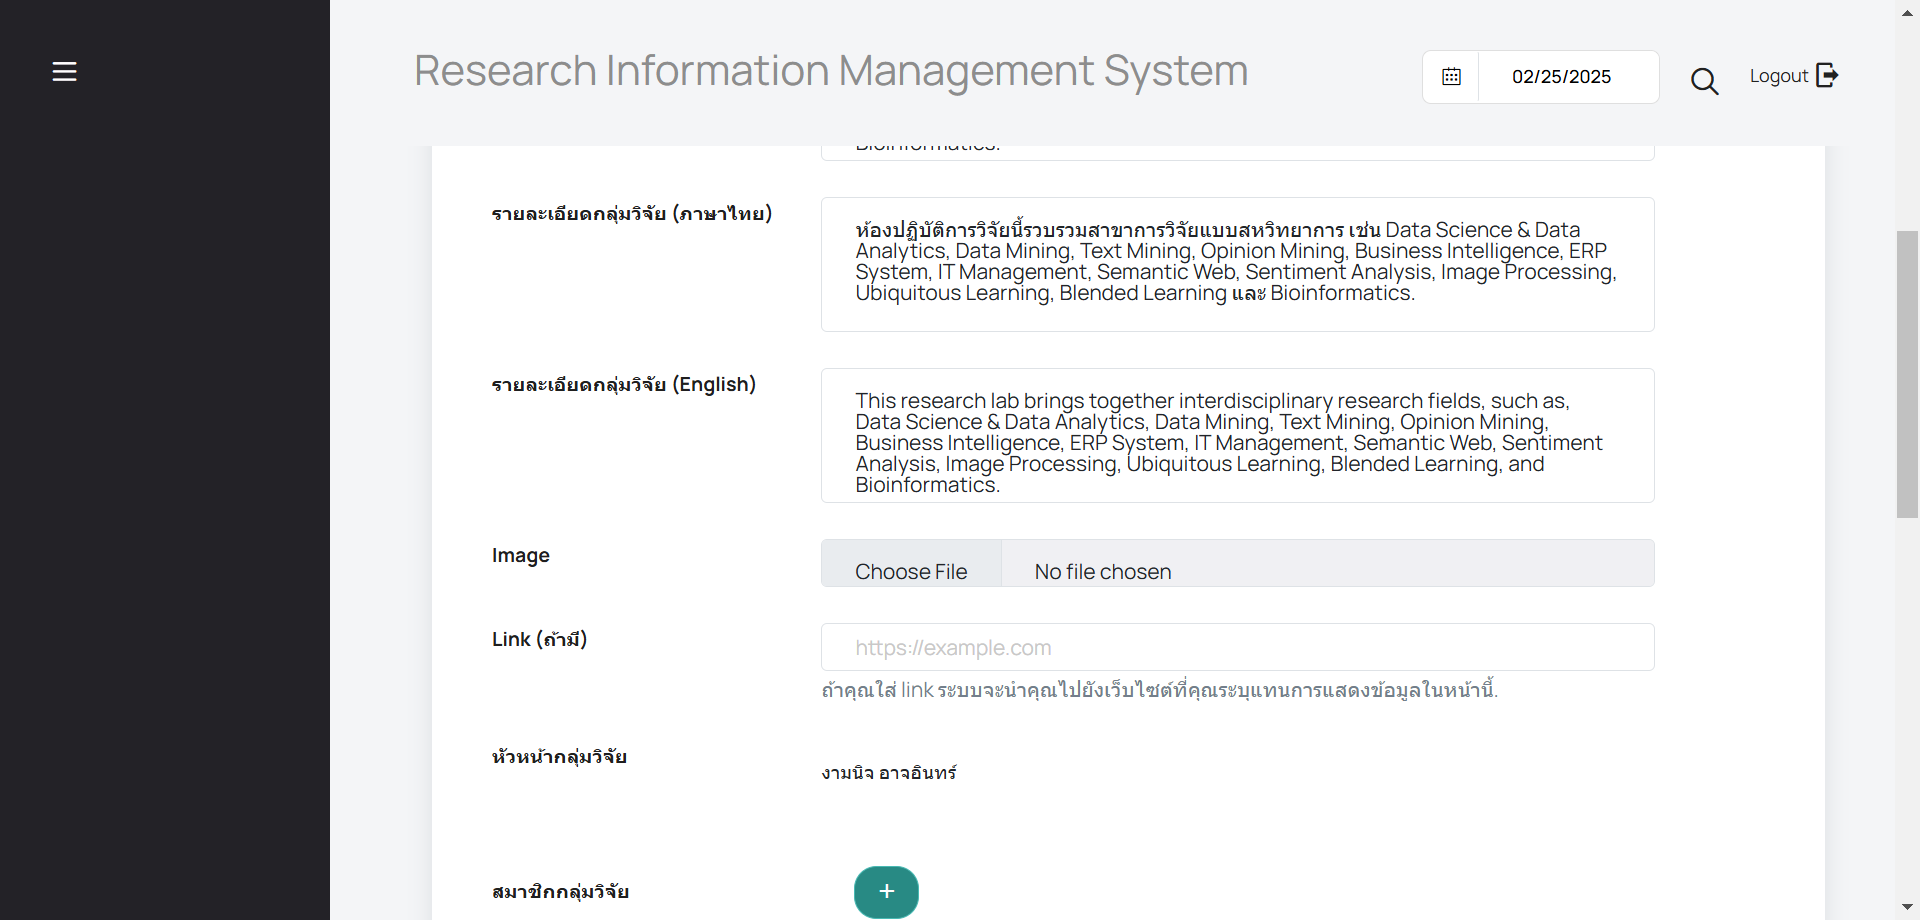 Research Information Management System
02/25/2025
Logout
Bioinformatics.
รายละเอียดกลุ่มวิจัย (ภาษาไทย)
ห้องปฏิบัติการวิจัยนี้รวบรวมสาขาการวิจัยแบบสหวิทยาการ เช่น Data Science & Data
Analytics, Data Mining, Text Mining, Opinion Mining, Business Intelligence, ERP
System, IT Management, Semantic Web, Sentiment Analysis, Image Processing,
Ubiquitous Learning, Blended Learning และ Bioinformatics.
รายละเอียดกลุ่มวิจัย (English)
This research lab brings together interdisciplinary research fields, such as,
Data Science & Data Analytics, Data Mining, Text Mining, Opinion Mining,
Business Intelligence, ERP System, IT Management, Semantic Web, Sentiment
Analysis, Image Processing, Ubiquitous Learning, Blended Learning, and
Bioinformatics.
Image
Choose File
No file chosen
Link (ถ้ามี)
https://example.com
ถ้าคุณใส่ link ระบบจะนำคุณไปยังเว็บไซต์ที่คุณระบุแทนการแสดงข้อมูลในหน้านี้.
หัวหน้ากลุ่มวิจัย
งามนิจ อาจอินทร์
สมาชิกกลุ่มวิจัย
+